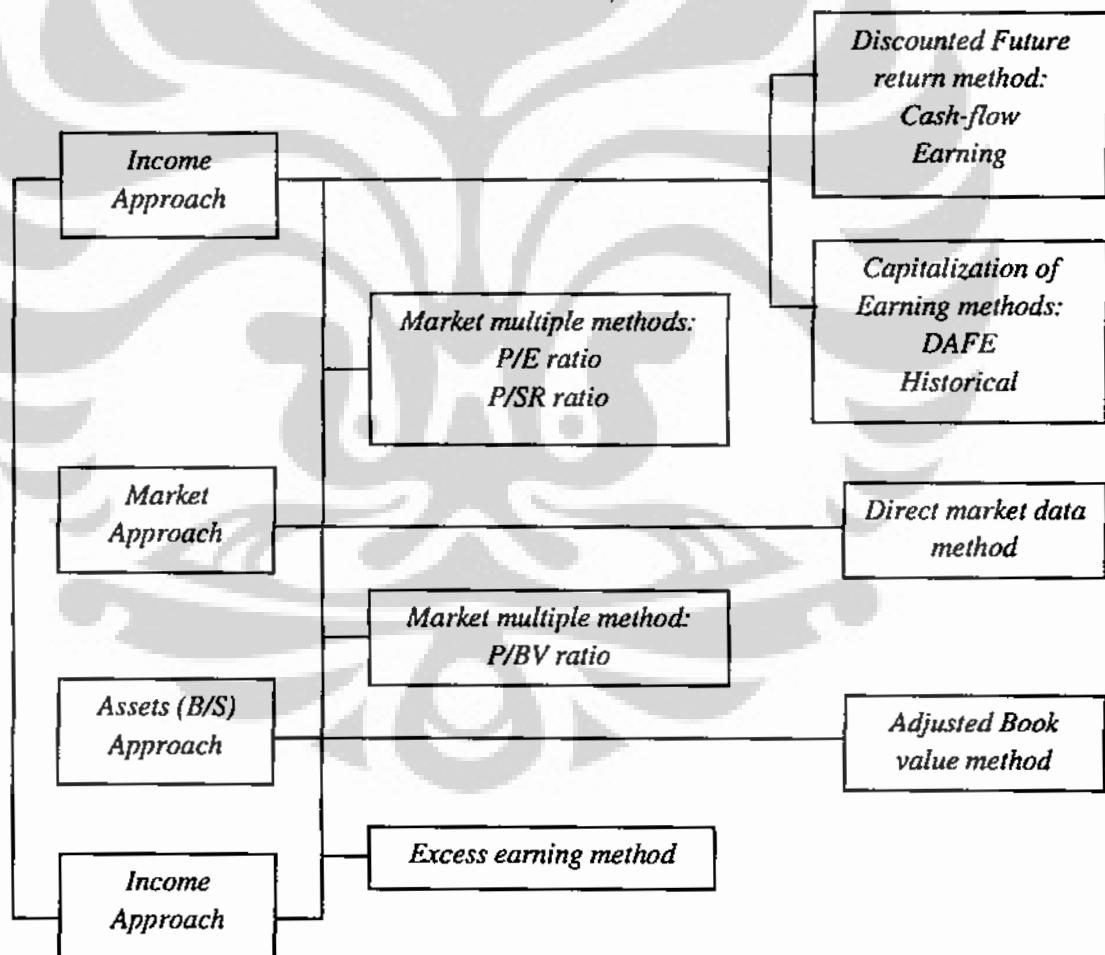 Discounted Future
return method:
Cash-flow
Earning
Income
Approach
Capitalization of
Earning methods:
DAFE
Historical
Market multiple methods:
P/E ratio
P/SR ratio
Market
Approach
Direct market data
method
Market multiple method:
P/BV ratio
Assets (B/S)
Approach
Adjusted Book
value method
Excess earning method
Income
Approach